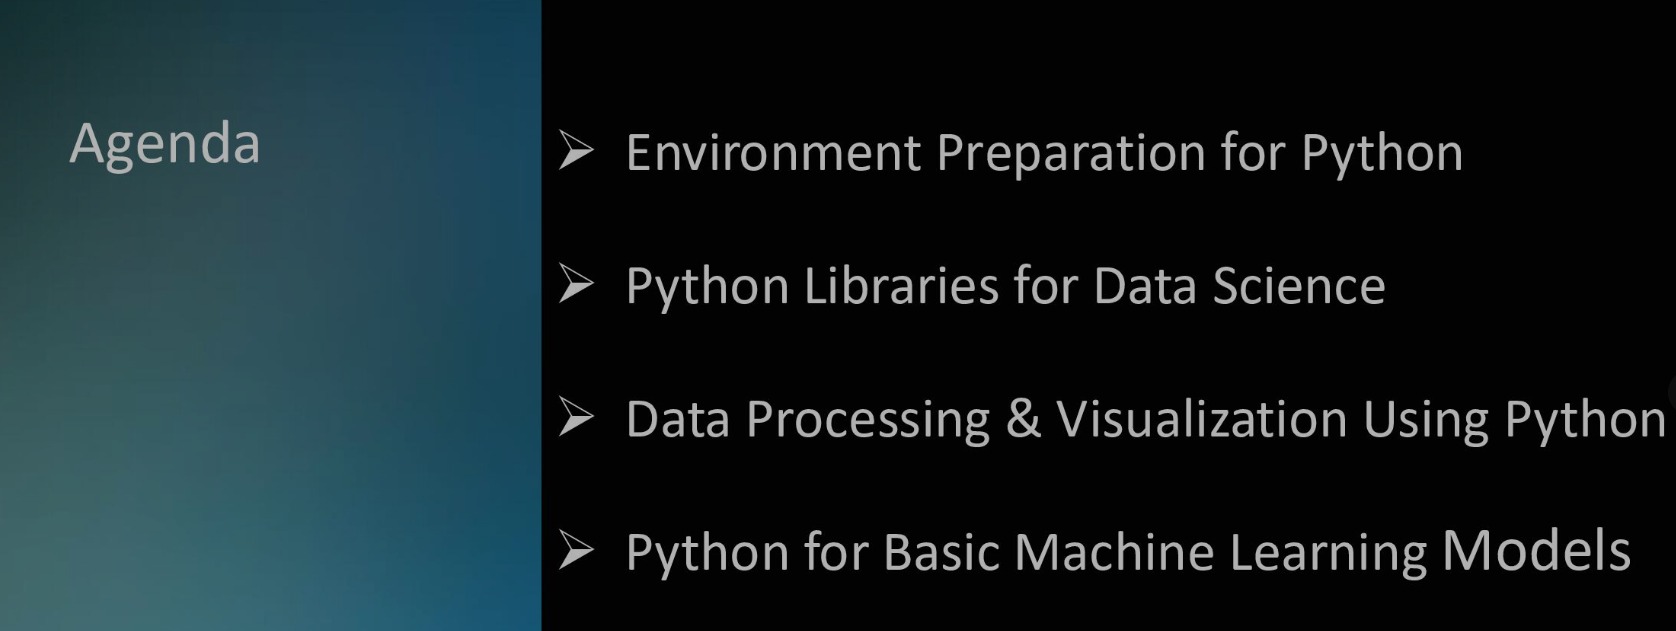 Agenda
Environment Preparation for Python
Python Libraries for Data Science
Data Processing & Visualization Using Python
Python for Basic Machine Learning Models